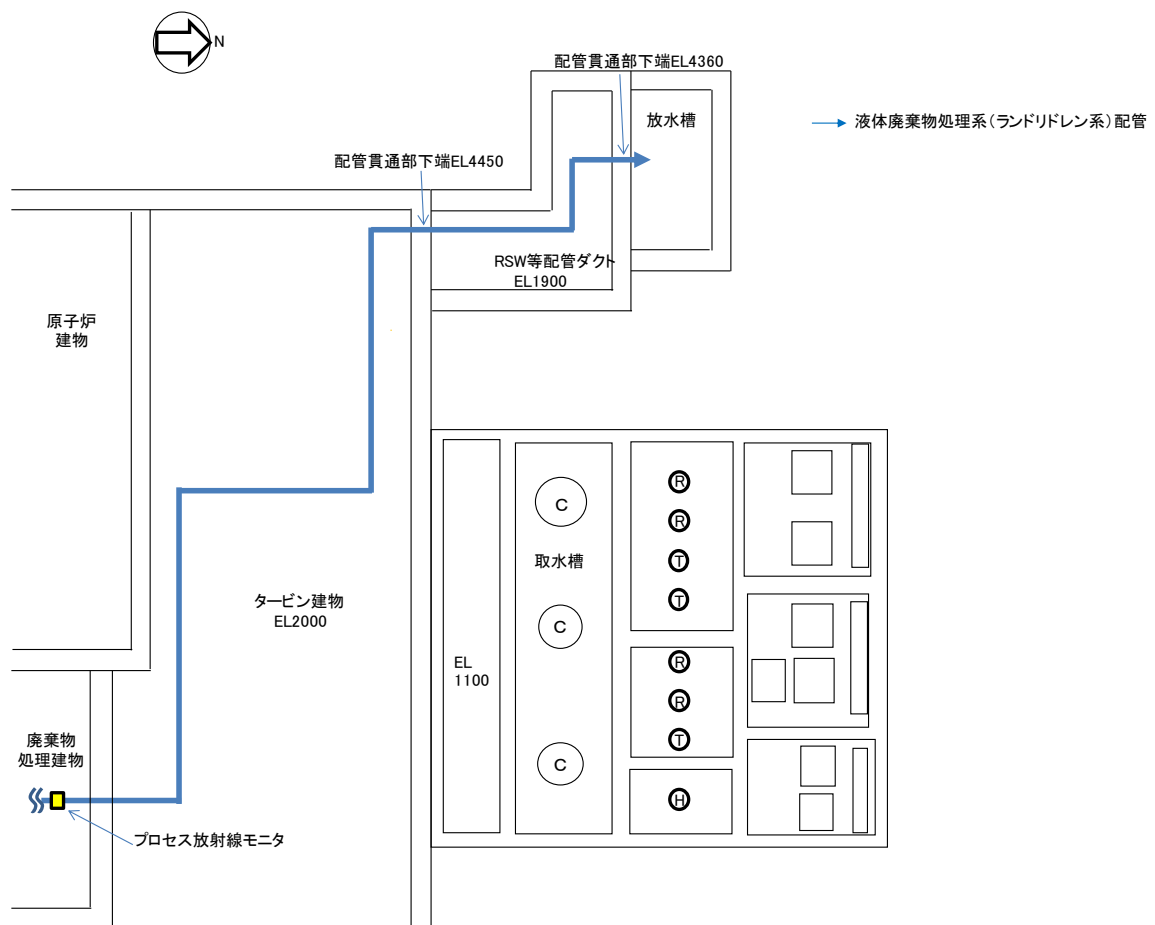 N
配管貫通部下端EL4360
放水槽
液体廃棄物処理系(ランドリドレン系)配管
配管貫通部下端EL4450
RSW等配管ダクト
EL1900
原子炉
建物
タービン建物
EL2000
廃棄物
処理建物
プロセス放射線モニタ
EL
1100
C
取水槽
C
C
R
R
T
T
R
R
T
H